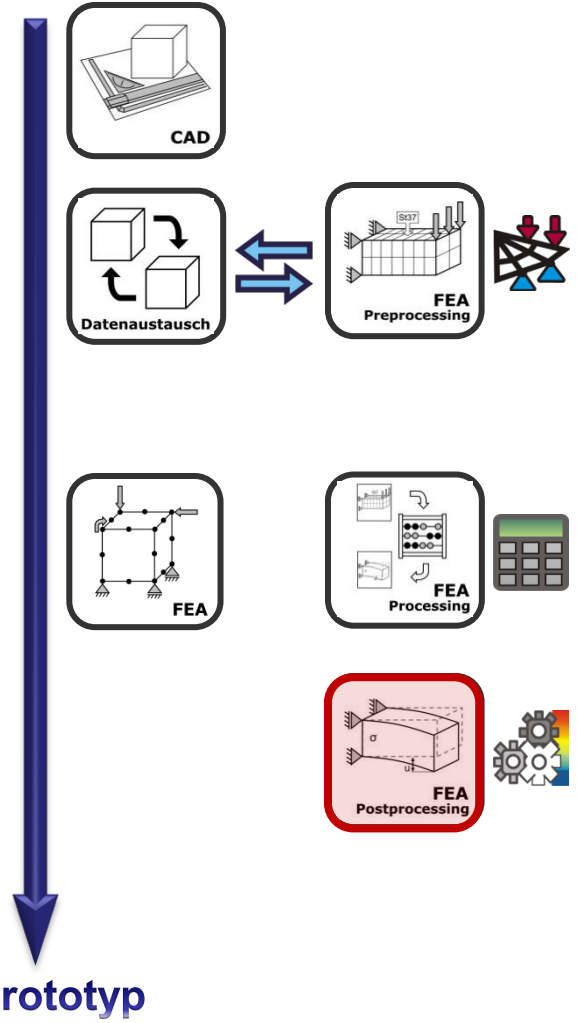 CAD
Datenaustausch
St37
FEA
Preprocessing
FEA
FEA
Processing
σ
u
FEA
Postprocessing
rototyp